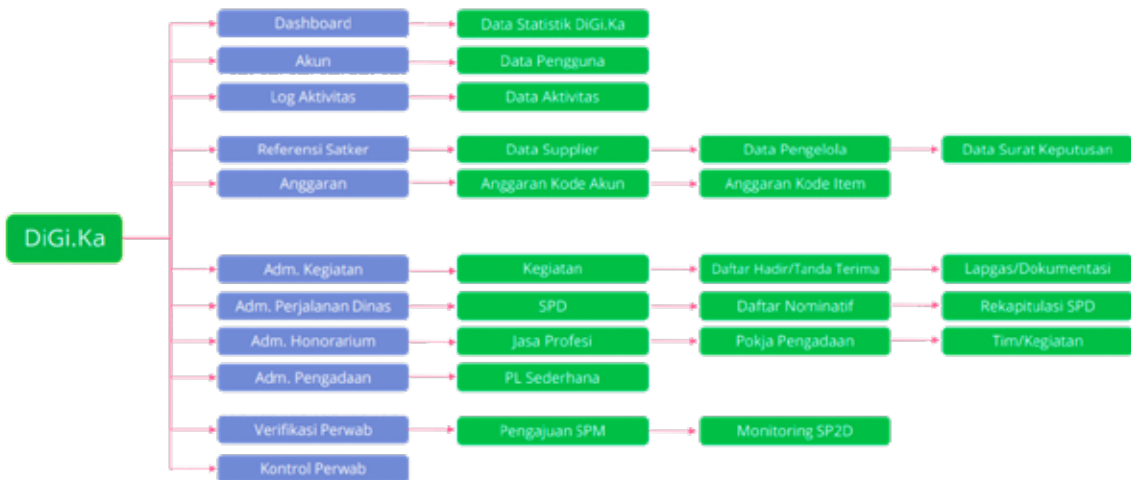 Dashboard
Data Statistik DiGi.Ka
Akun
Data Pengguna
Log Aktivitas
Data Aktivitas
Referensi Satker
Data Supplier
Data Pengelola
Data Surat Keputusan
Anggaran
Anggaran Kode Akun
Anggaran Kode Item
DiGi.Ka
Adm. Kegiatan
Kegiatan
Daftar Hadir/Tanda Terima
Lapgas/Dokumentasi
Adm. Perjalanan Dinas
SPD
Daftar Nominatif
Rekapitulasi SPD
Adm. Honorarium
Jasa Profesi
Pokja Pengadaan
Tim/Kegiatan
Adm. Pengadaan
PL Sederhana
Verifikasi Perwab
Pengajuan SPM
Monitoring SP2D
Kontrol Perwab